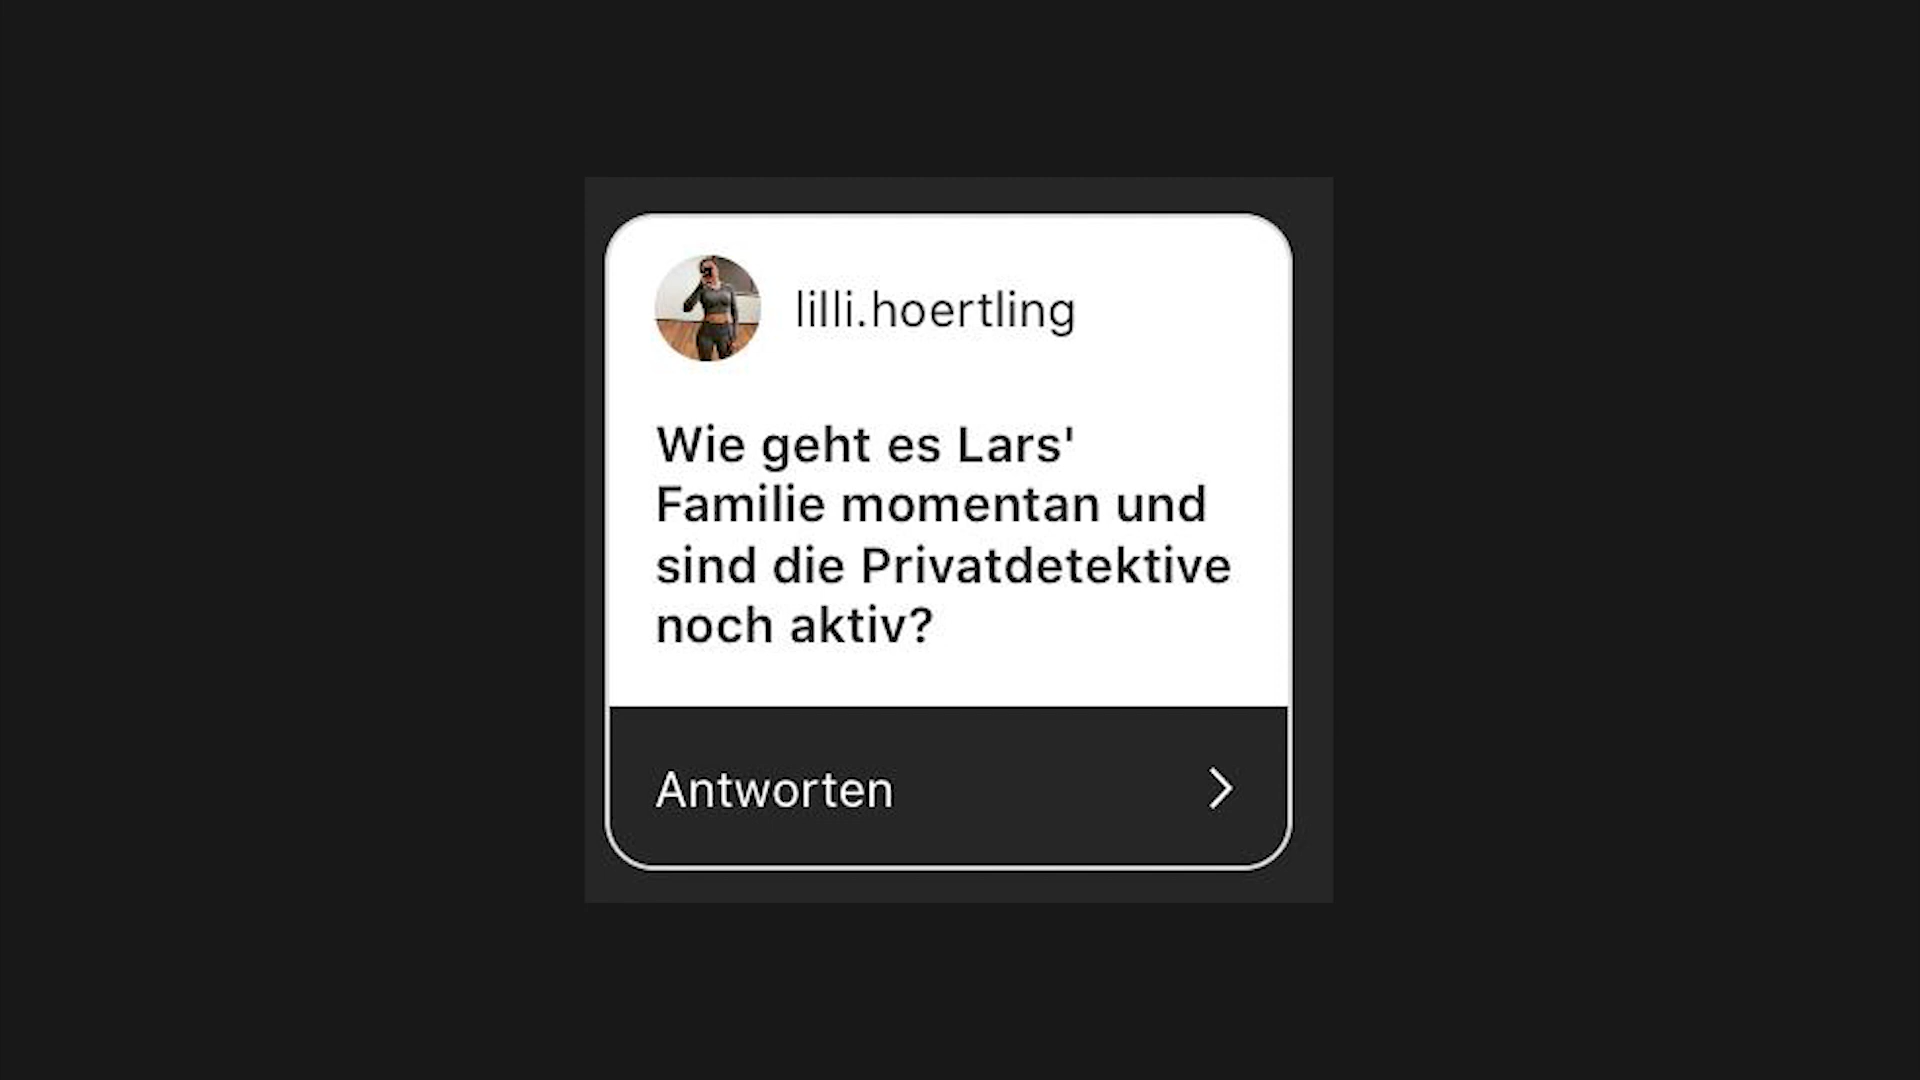 lilli.hoertling
Wie geht es Lars'
Familie momentan und
sind die Privatdetektive
noch aktiv?
Antworten